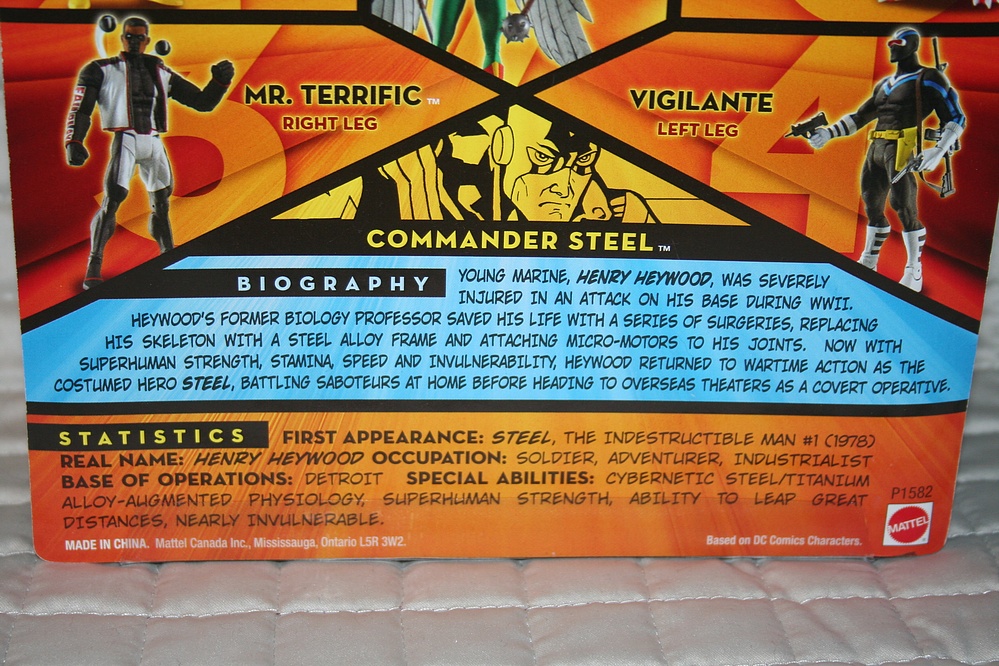 MR. TERRIFIC™
RIGHT LEG
VIGILANTE
LEFT LEG
COMMANDER STEEL™
BIOGRAPHY
YOUNG MARINE, HENRY HEYWOOD, WAS SEVERELY
INJURED IN AN ATTACK ON HIS BASE DURING WWII.
HEYWOOD'S FORMER BIOLOGY PROFESSOR SAVED HIS LIFE WITH A SERIES OF SURGERIES, REPLACING
HIS SKELETON WITH A STEEL ALLOY FRAME AND ATTACHING MICRO-MOTORS TO HIS JOINTS. NOW WITH
SUPERHUMAN STRENGTH, STAMINA, SPEED AND INVULNERABILITY, HEYWOOD RETURNED TO WARTIME ACTION AS THE
COSTUMED HERO STEEL, BATTLING SABOTEURS AT HOME BEFORE HEADING TO OVERSEAS THEATERS AS A COVERT OPERATIVE.
STATISTICS FIRST APPEARANCE: STEEL, THE INDESTRUCTIBLE MAN #1 (1978)
REAL NAME: HENRY HEYWOOD OCCUPATION: SOLDIER, ADVENTURER, INDUSTRIALIST
BASE OF OPERATIONS: DETROIT SPECIAL ABILITIES: CYBERNETIC STEEL/TITANIUM
ALLOY-AUGMENTED PHYSIOLOGY, SUPERHUMAN STRENGTH, ABILITY TO LEAP GREAT
DISTANCES, NEARLY INVULNERABLE.
P1582
MATTEL
MADE IN CHINA. Mattel Canada Inc., Mississauga, Ontario L5R 3W2.
Based on DC Comics Characters.